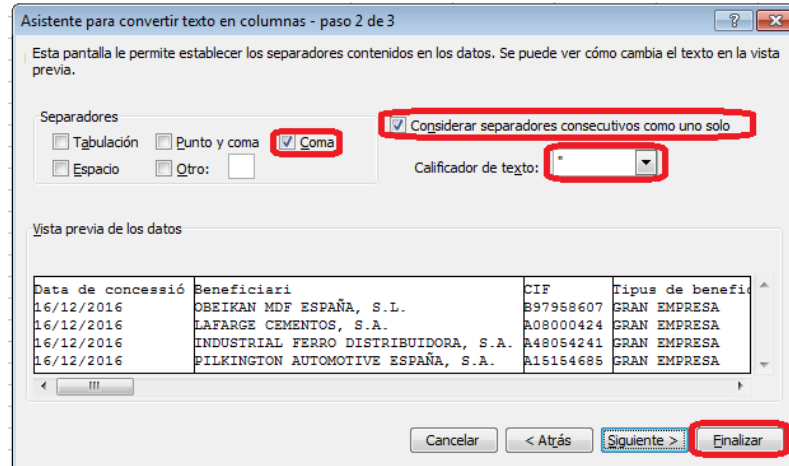 Asistente para convertir texto en columnas - paso 2 de 3
Esta pantalla le permite establecer los separadores contenidos en los datos. Se puede ver cómo cambia el texto en la vista
previa.
Separadores
Considerar separadores consecutivos como uno solo
Tabulación Punto y coma Coma
Espacio Otro: Calificador de texto: "
Vista previa de los datos
Data de concessió Beneficiari CIF Tipus de benefic
16/12/2016 OBEIKAN MDF ESPAÑA, S.L. B97958607 GRAN EMPRESA
16/12/2016 LAFARGE CEMENTOS, S.A. A08000424 GRAN EMPRESA
16/12/2016 INDUSTRIAL FERRO DISTRIBUIDORA, S.A. A48054241 GRAN EMPRESA
16/12/2016 PILKINGTON AUTOMOTIVE ESPAÑA, S.A. A15154685 GRAN EMPRESA
Cancelar < Atrás Siguiente > Finalizar